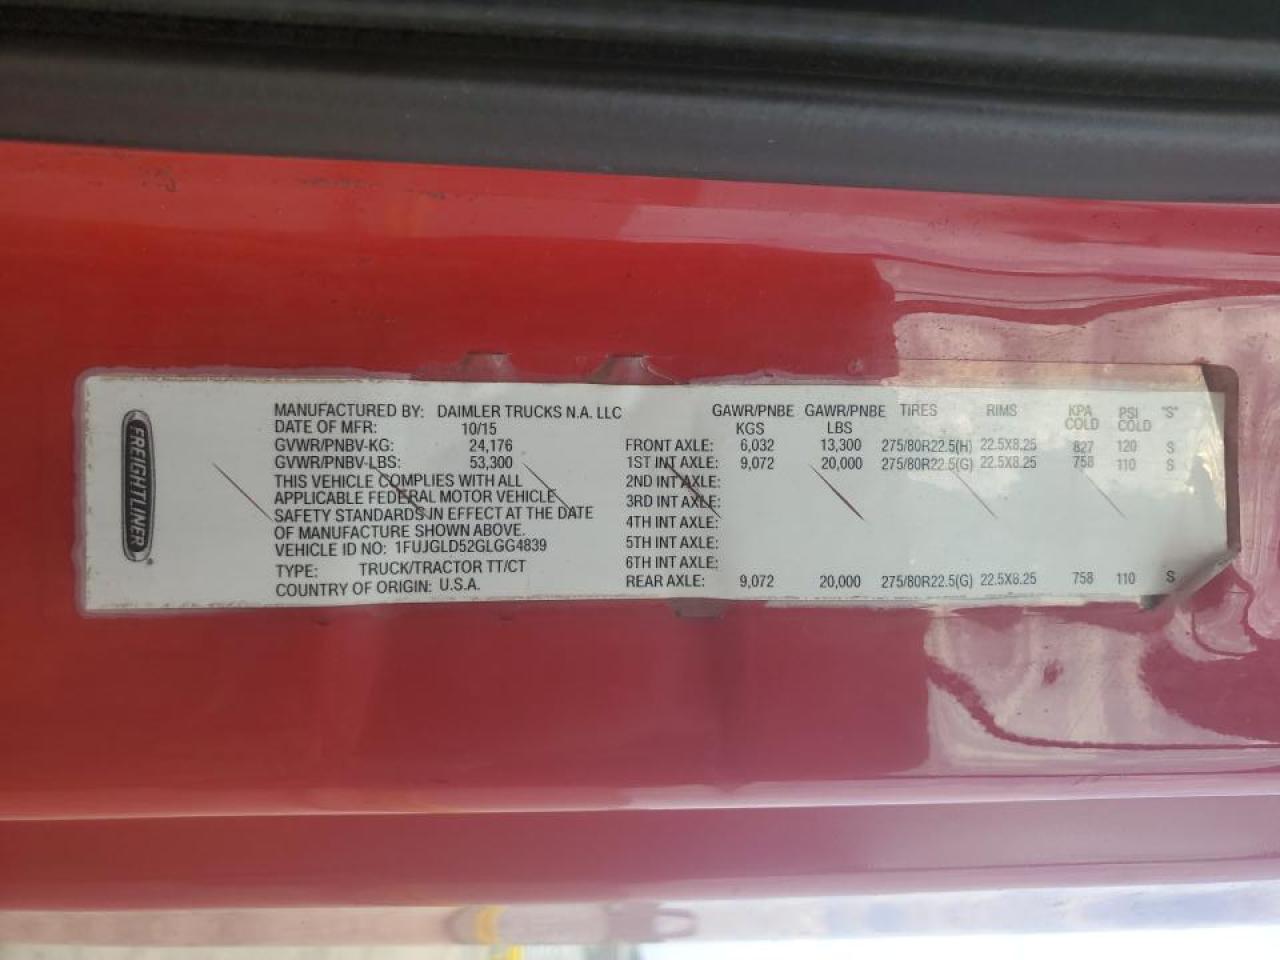 FREIGHTLINER
MANUFACTURED BY: DAIMLER TRUCKS N.A. LLC
DATE OF MFR: 10/15
GVWR/PNBV-KG: 24,176
GVWR/PNBV-LBS: 53,300
THIS VEHICLE COMPLIES WITH ALL
APPLICABLE FEDERAL MOTOR VEHICLE
SAFETY STANDARDS IN EFFECT AT THE DATE
OF MANUFACTURE SHOWN ABOVE.
VEHICLE ID NO: 1FUJGLD52GLGG4839
TYPE: TRUCK/TRACTOR TT/CT
COUNTRY OF ORIGIN: U.S.A.
GAWR/PNBE GAWR/PNBE TIRES RIMS KPA PSI "S"
KGS LBS COLD COLD
FRONT AXLE: 6,032 13,300 275/80R22.5(H) 22.5X8.25 827 120 S
1ST INT AXLE: 9,072 20,000 275/80R22.5(G) 22.5X8.25 758 110 S
2ND INT AXLE:
3RD INT AXLE:
4TH INT AXLE:
5TH INT AXLE:
6TH INT AXLE:
REAR AXLE: 9,072 20,000 275/80R22.5(G) 22.5X8.25 758 110 S